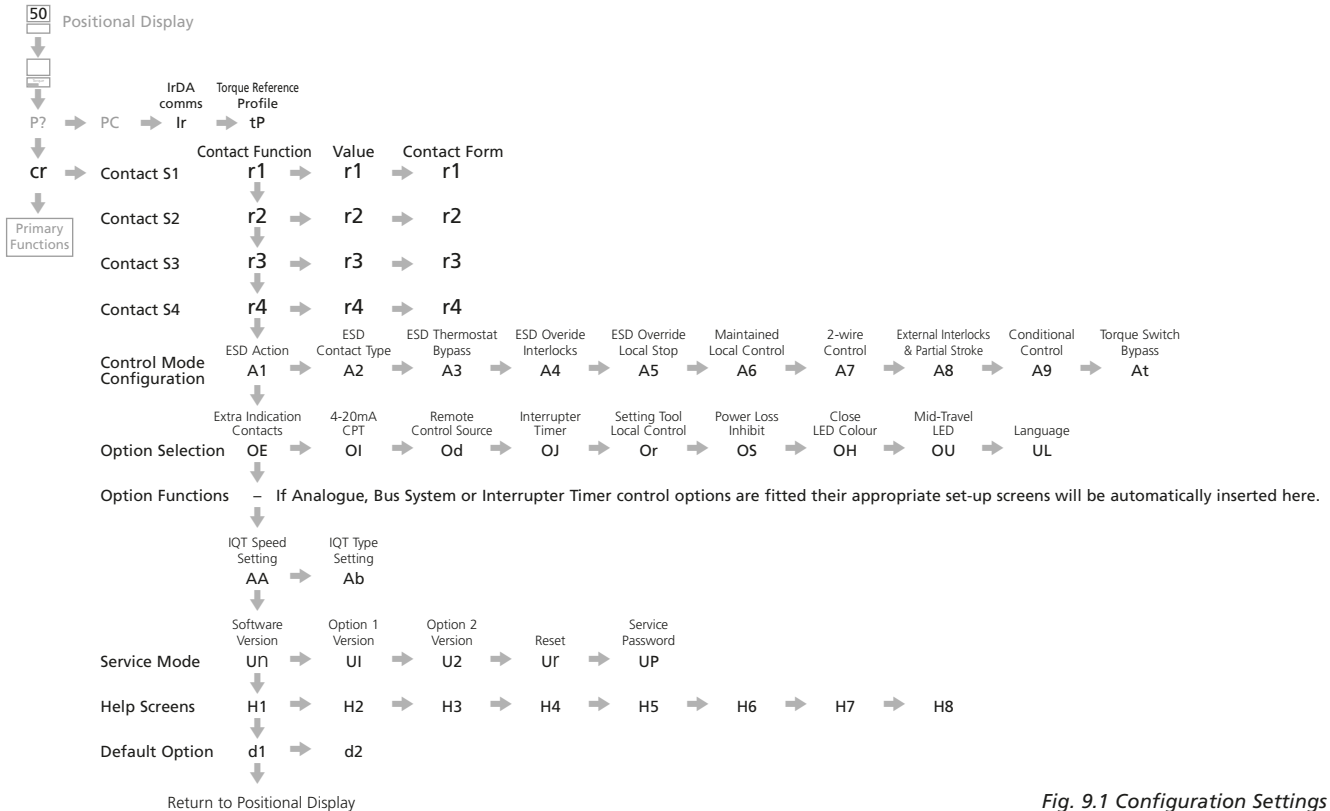 50
Positional Display
IrDA comms
Torque Reference Profile
P? PC Ir tP
Contact Function Value Contact Form
cr Contact S1 r1 r1 r1
Primary Functions
Contact S2 r2 r2 r2
Contact S3 r3 r3 r3
Contact S4 r4 r4 r4
ESD Action
ESD Contact Type
ESD Thermostat Bypass
ESD Overide Interlocks
ESD Override Local Stop
Maintained Local Control
2-wire Control
External Interlocks & Partial Stroke
Conditional Control
Torque Switch Bypass
Control Mode Configuration
A1 A2 A3 A4 A5 A6 A7 A8 A9 At
Extra Indication Contacts
4-20mA CPT
Remote Control Source
Interrupter Timer
Setting Tool Local Control
Power Loss Inhibit
Close LED Colour
Mid-Travel LED
Language
Option Selection OE OI Od OJ Or OS OH OU UL
Option Functions – If Analogue, Bus System or Interrupter Timer control options are fitted their appropriate set-up screens will be automatically inserted here.
IQT Speed Setting
IQT Type Setting
AA Ab
Software Version
Option 1 Version
Option 2 Version
Reset
Service Password
Service Mode Un UI U2 Ur UP
Help Screens H1 H2 H3 H4 H5 H6 H7 H8
Default Option d1 d2
Return to Positional Display
Fig. 9.1 Configuration Settings